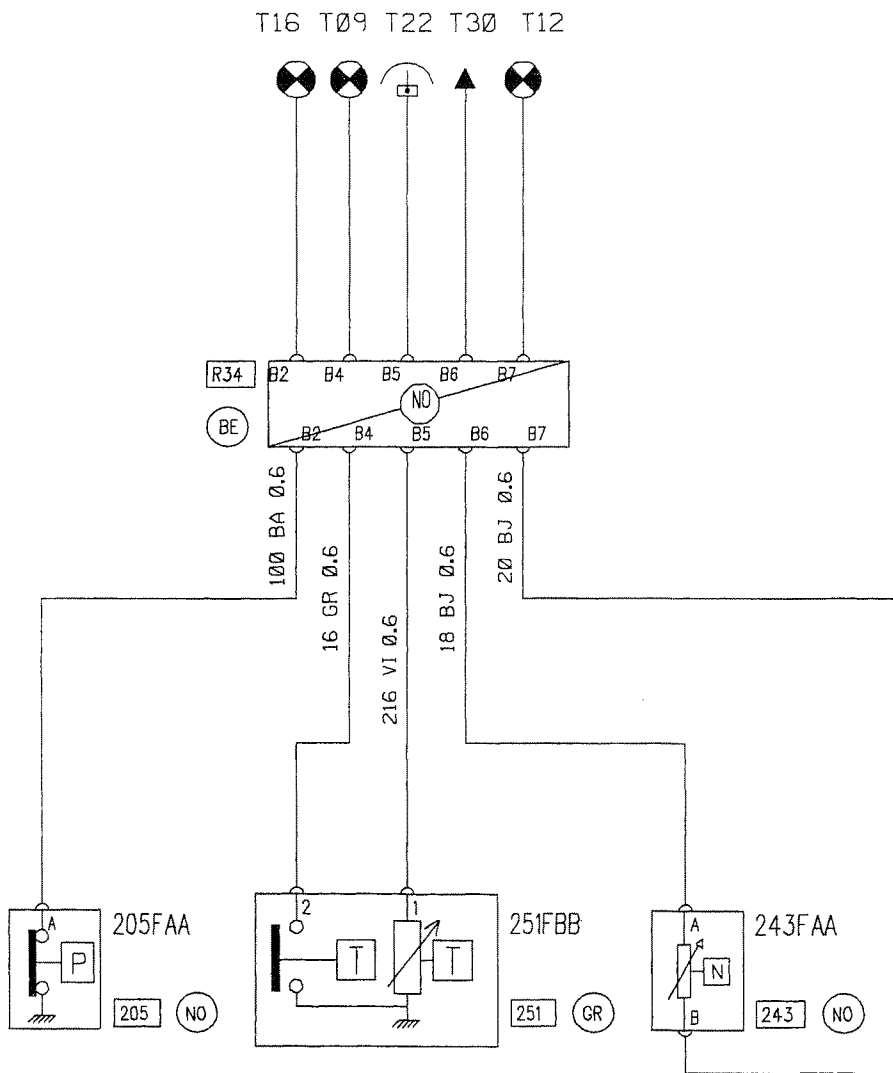 T16 T09 T22 T30 T12
R34 B2 B4 B5 B6 B7
NO
BE
B2 B4 B5 B6 B7
100 BA 0.6
16 GR 0.6
216 VI 0.6
18 BJ 0.6
20 BJ 0.6
A
P
205FAA
205 NO
2 1
T T
251FBB
251 GR
A
N
B
243FAA
243 NO